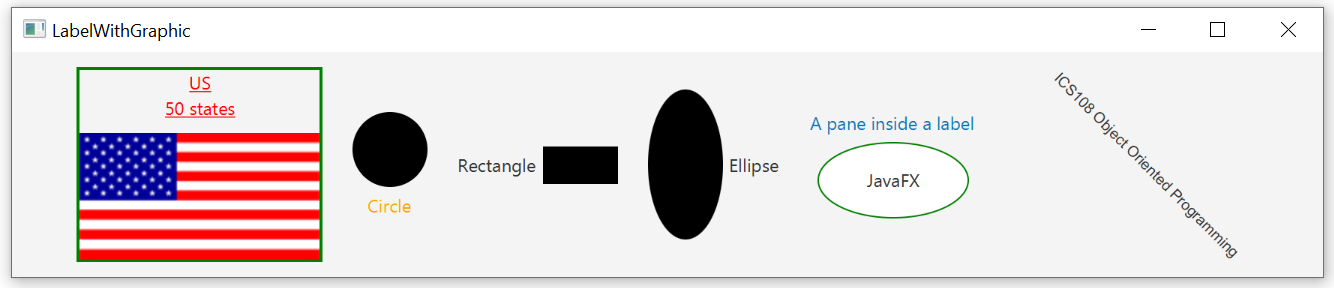 LabelWithGraphic
US
50 states
Circle
Rectangle
Ellipse
A pane inside a label
JavaFX
ICS108 Object Oriented Programming